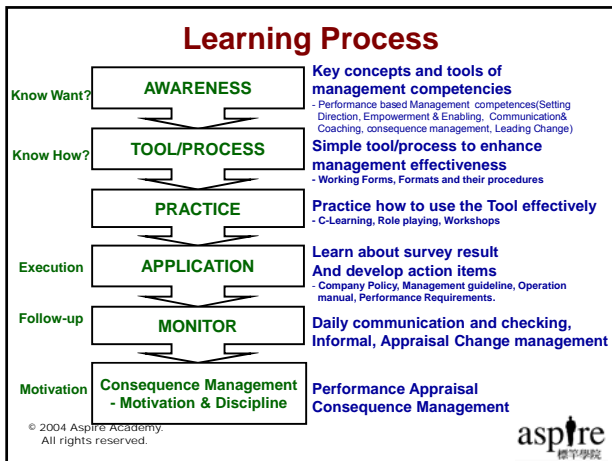 Learning Process
Know Want?
AWARENESS
Key concepts and tools of
management competencies
- Performance based Management competences(Setting
Direction, Empowerment & Enabling, Communication&
Coaching, consequence management, Leading Change)
Know How?
TOOL/PROCESS
Simple tool/process to enhance
management effectiveness
- Working Forms, Formats and their procedures
PRACTICE
Practice how to use the Tool effectively
- C-Learning, Role playing, Workshops
Execution
APPLICATION
Learn about survey result
And develop action items
- Company Policy, Management guideline, Operation
manual, Performance Requirements.
Follow-up
MONITOR
Daily communication and checking,
Informal, Appraisal Change management
Motivation
Consequence Management
- Motivation & Discipline
Performance Appraisal
Consequence Management
© 2004 Aspire Academy.
All rights reserved.
aspire
標竿學院